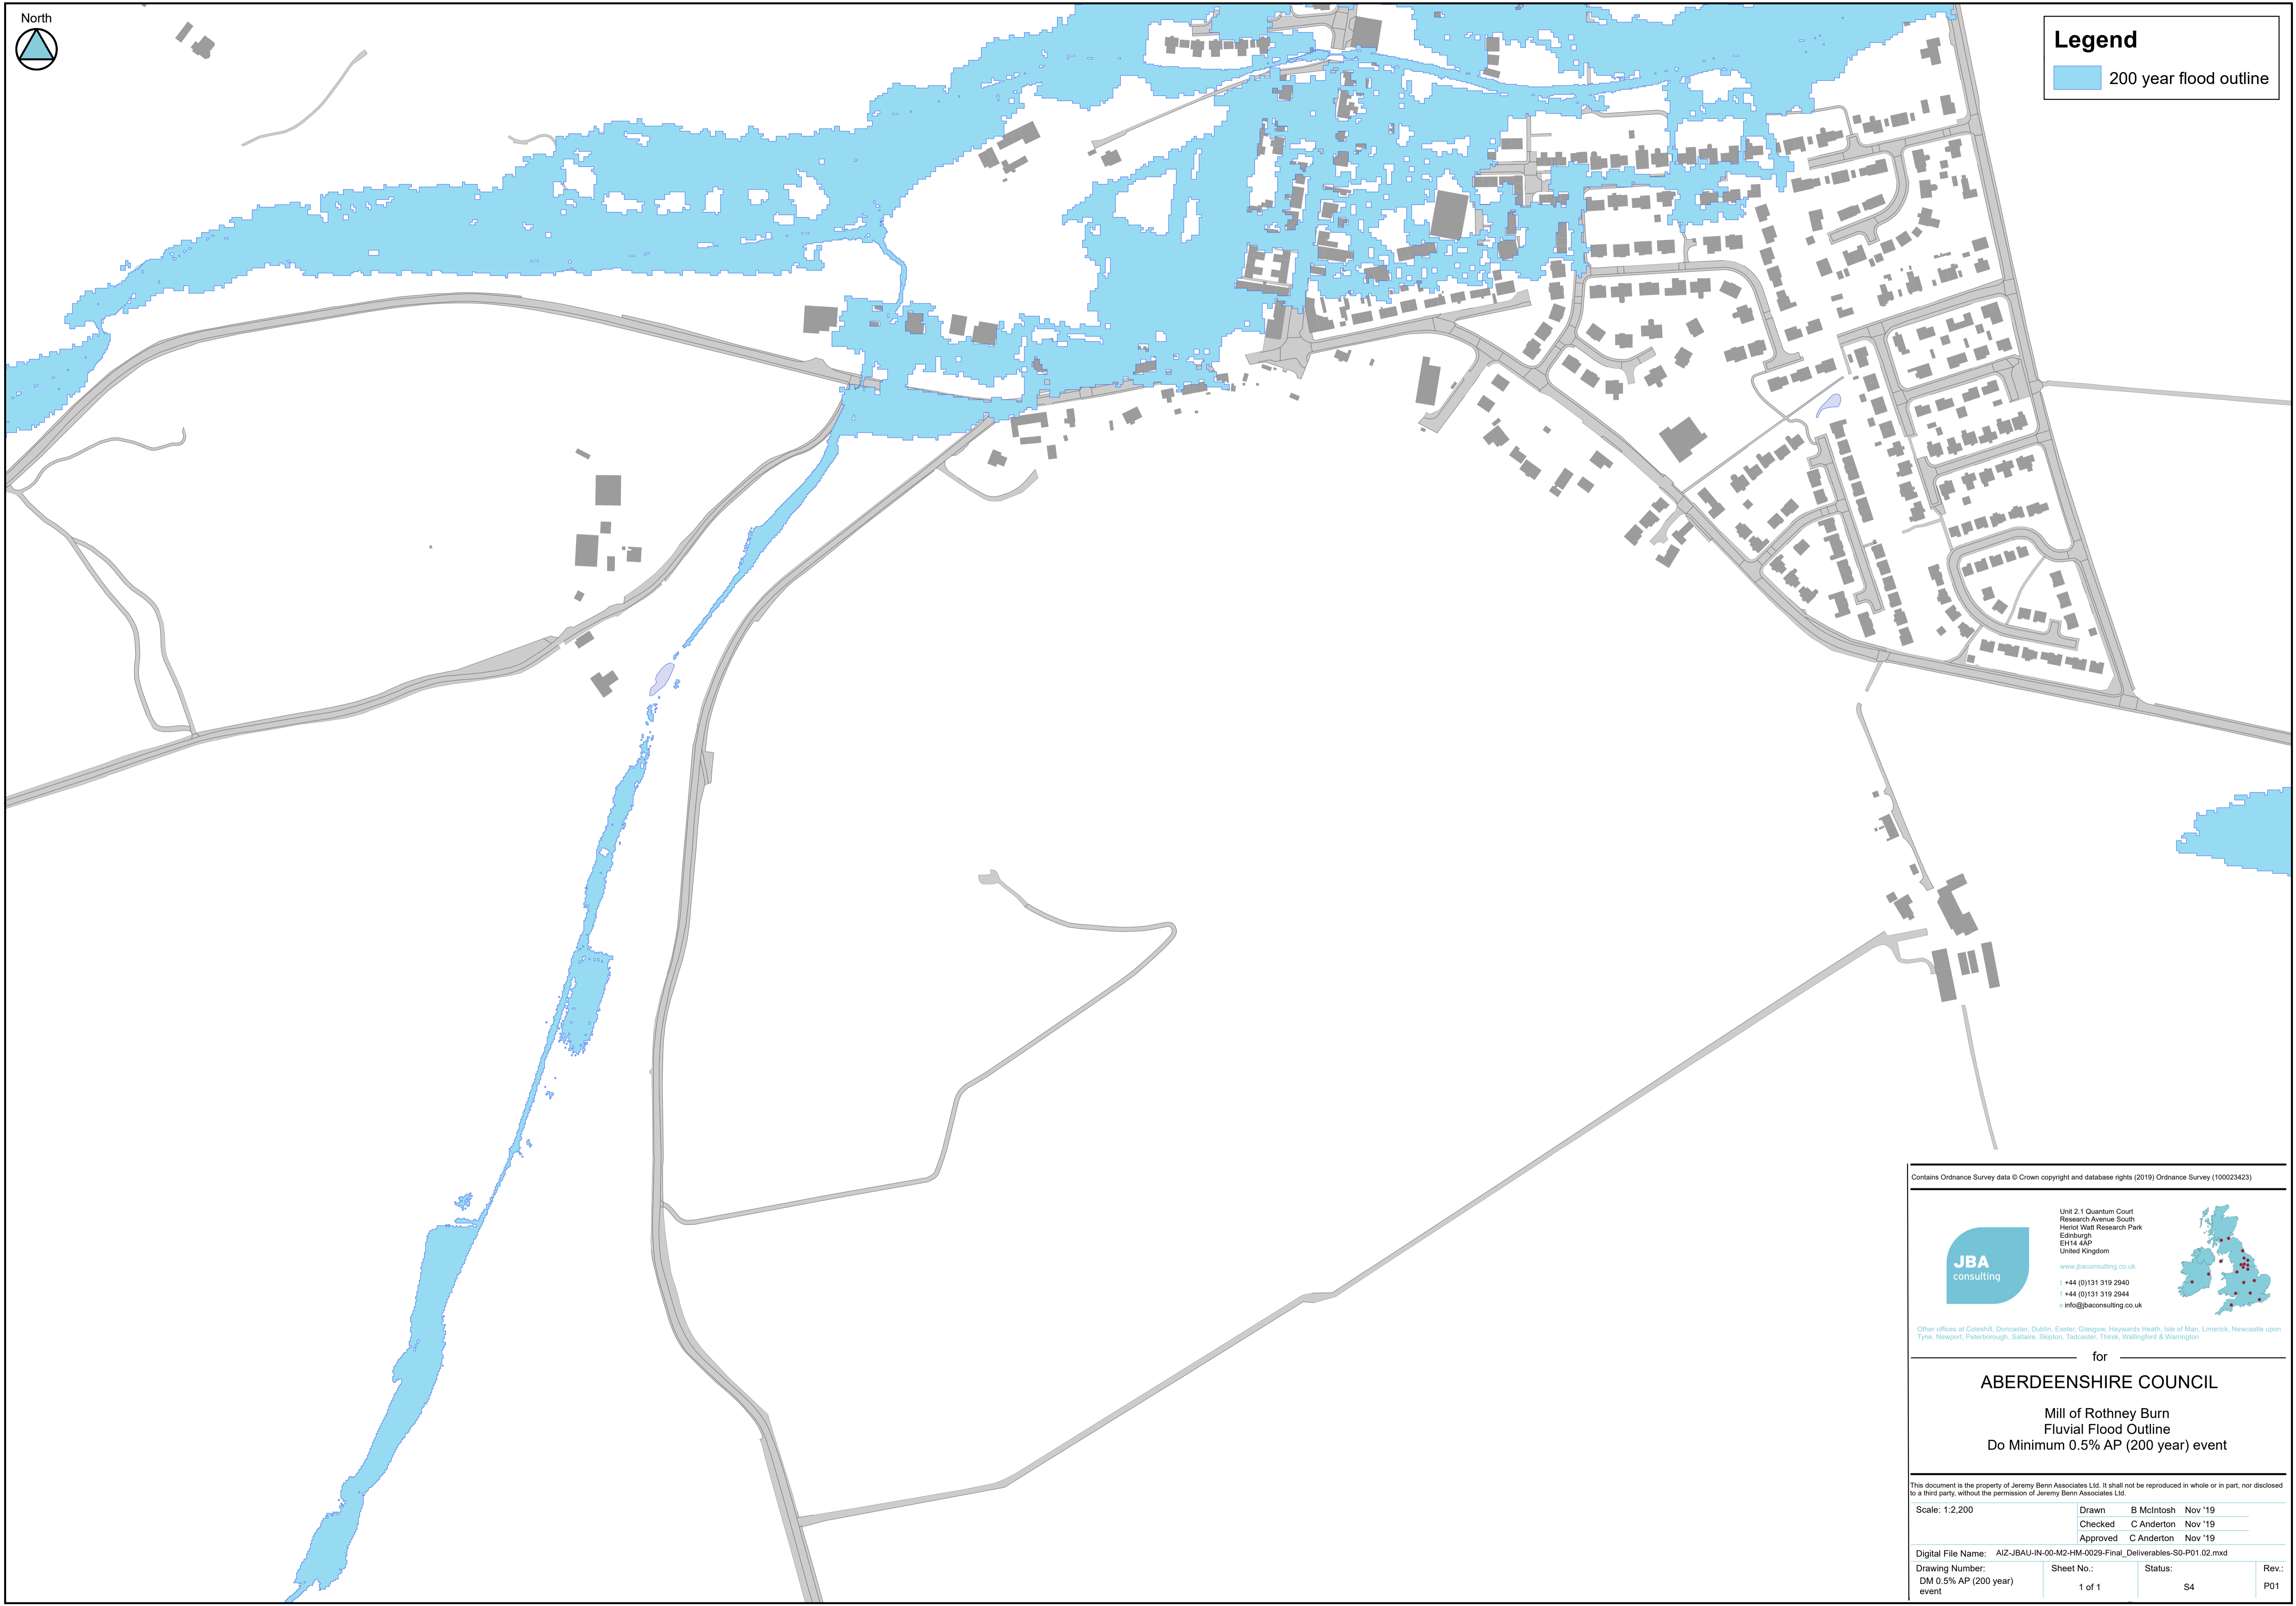 North
Legend
200 year flood outline
Contains Ordnance Survey data © Crown copyright and database rights (2019) Ordnance Survey (100023423)
JBA
consulting
Unit 2.1 Quantum Court
Research Avenue South
Heriot Watt Research Park
Edinburgh
EH14 4AP
United Kingdom
www.jbaconsulting.co.uk
t +44 (0)131 319 2940
f +44 (0)131 319 2944
e info@jbaconsulting.co.uk
Other offices at Coleshill, Doncaster, Dublin, Exeter, Glasgow, Haywards Heath, Isle of Man, Limerick, Newcastle upon
Tyne, Newport, Peterborough, Saltaire, Skipton, Tadcaster, Thirsk, Wallingford & Warrington
for
ABERDEENSHIRE COUNCIL
Mill of Rothney Burn
Fluvial Flood Outline
Do Minimum 0.5% AP (200 year) event
This document is the property of Jeremy Benn Associates Ltd. It shall not be reproduced in whole or in part, nor disclosed
to a third party, without the permission of Jeremy Benn Associates Ltd.
Scale: 1:2,200
Drawn B McIntosh Nov '19
Checked C Anderton Nov '19
Approved C Anderton Nov '19
Digital File Name: AIZ-JBAU-IN-00-M2-HM-0029-Final_Deliverables-S0-P01.02.mxd
Drawing Number: Sheet No.: Status: Rev.:
DM 0.5% AP (200 year)
event
1 of 1 S4 P01